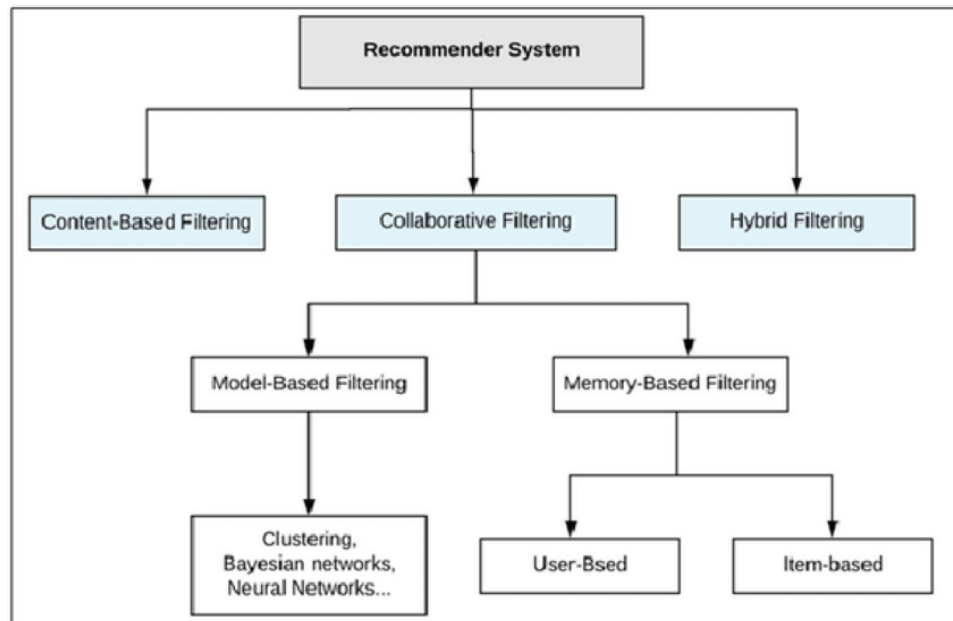 Recommender System
Content-Based Filtering
Collaborative Filtering
Hybrid Filtering
Model-Based Filtering
Memory-Based Filtering
Clustering,
Bayesian networks,
Neural Networks...
User-Bsed
Item-based